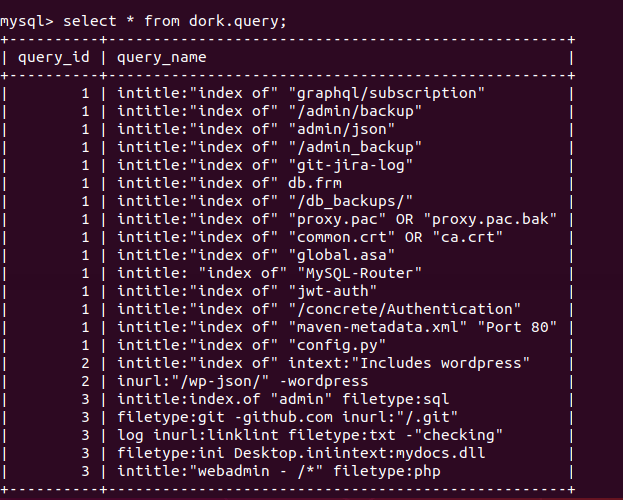 mysql> select * from dork.query;
+----------+---------------------------------------------------+
| query_id | query_name                                        |
+----------+---------------------------------------------------+
|        1 | intitle:"index of" "graphql/subscription"         |
|        1 | intitle:"index of" "/admin/backup"                |
|        1 | intitle:"index of" "admin/json"                   |
|        1 | intitle:"index of" "/admin_backup"                |
|        1 | intitle:"index of" "git-jira-log"                 |
|        1 | intitle:"index of" db.frm                         |
|        1 | intitle:"index of" "/db_backups/"                 |
|        1 | intitle:"index of" "proxy.pac" OR "proxy.pac.bak" |
|        1 | intitle:"index of" "common.crt" OR "ca.crt"       |
|        1 | intitle:"index of" "global.asa"                   |
|        1 | intitle: "index of" "MySQL-Router"                |
|        1 | intitle:"index of" "jwt-auth"                     |
|        1 | intitle:"index of" "/concrete/Authentication"     |
|        1 | intitle:"index of" "maven-metadata.xml" "Port 80" |
|        1 | intitle:"index of" "config.py"                    |
|        2 | intitle:"index of" intext:"Includes wordpress"    |
|        2 | inurl:"/wp-json/" -wordpress                      |
|        3 | intitle:index.of "admin" filetype:sql             |
|        3 | filetype:git -github.com inurl:"/.git"            |
|        3 | log inurl:linklint filetype:txt -"checking"       |
|        3 | filetype:ini Desktop.iniintext:mydocs.dll         |
|        3 | intitle:"webadmin - /*" filetype:php              |
+----------+---------------------------------------------------+